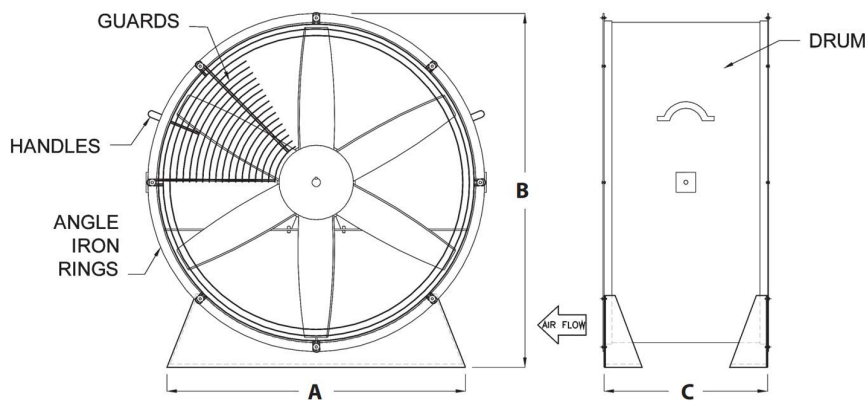 GUARDS
DRUM
HANDLES
B
ANGLE
IRON
RINGS
AIR FLOW
A
C